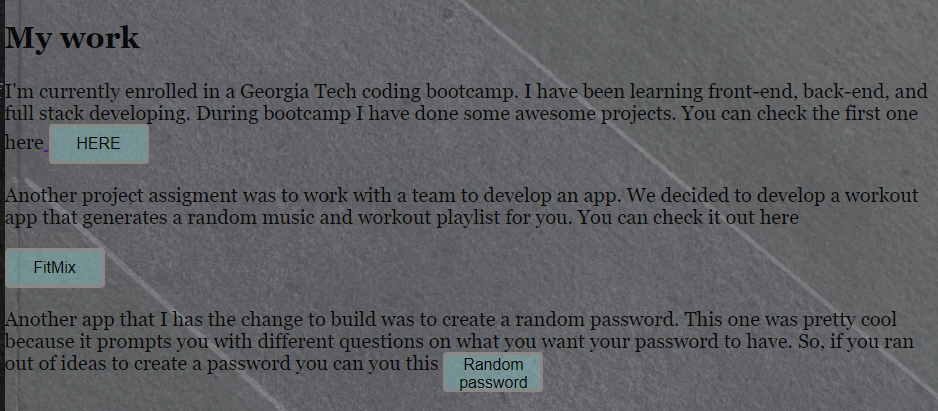 My work
I'm currently enrolled in a Georgia Tech coding bootcamp. I have been learning front-end, back-end, and
full stack developing. During bootcamp I have done some awesome projects. You can check the first one
here HERE
Another project assigment was to work with a team to develop an app. We decided to develop a workout
app that generates a random music and workout playlist for you. You can check it out here
FitMix
Another app that I has the change to build was to create a random password. This one was pretty cool
because it prompts you with different questions on what you want your password to have. So, if you ran
out of ideas to create a password you can you this Random
password